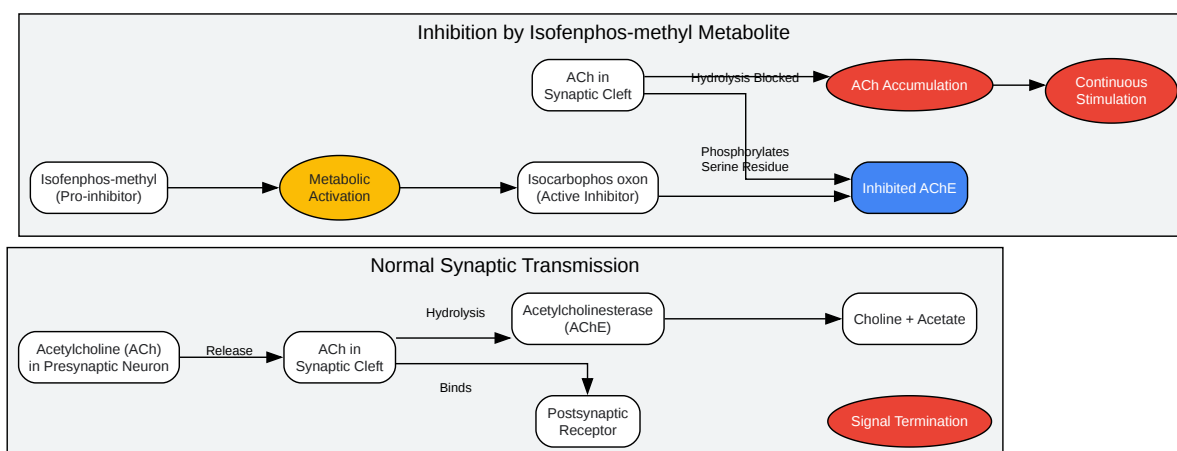 Inhibition by Isofenphos-methyl Metabolite
ACh in
Synaptic Cleft
Hydrolysis Blocked
ACh Accumulation
Continuous
Stimulation
Isofenphos-methyl
(Pro-inhibitor)
Metabolic
Activation
Isocarbophos oxon
(Active Inhibitor)
Phosphorylates
Serine Residue
Inhibited AChE
Normal Synaptic Transmission
Acetylcholine (ACh)
in Presynaptic Neuron
Release
ACh in
Synaptic Cleft
Hydrolysis
Binds
Acetylcholinesterase
(AChE)
Choline + Acetate
Postsynaptic
Receptor
Signal Termination